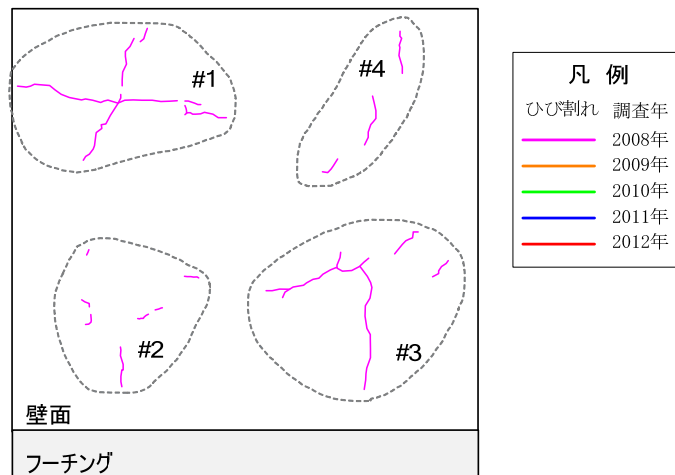 #1
#4
#2
#3
壁面
フーチング
凡 例
ひび割れ 調査年
2008年
2009年
2010年
2011年
2012年